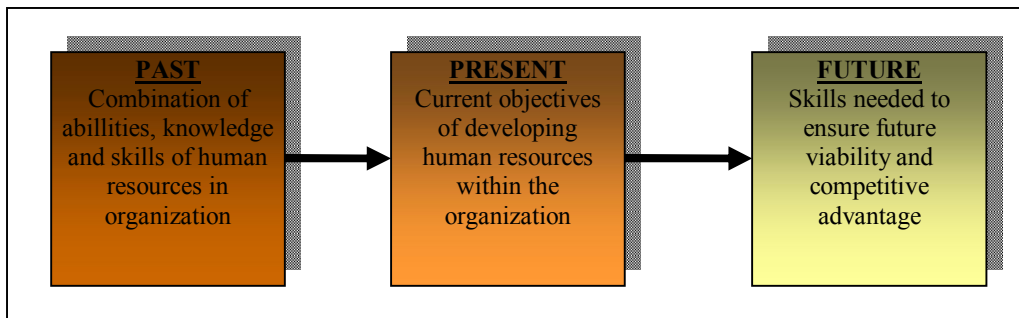 PAST
Combination of
abillities, knowledge
and skills of human
resources in
organization
PRESENT
Current objectives
of developing
human resources
within the
organization
FUTURE
Skills needed to
ensure future
viability and
competitive
advantage